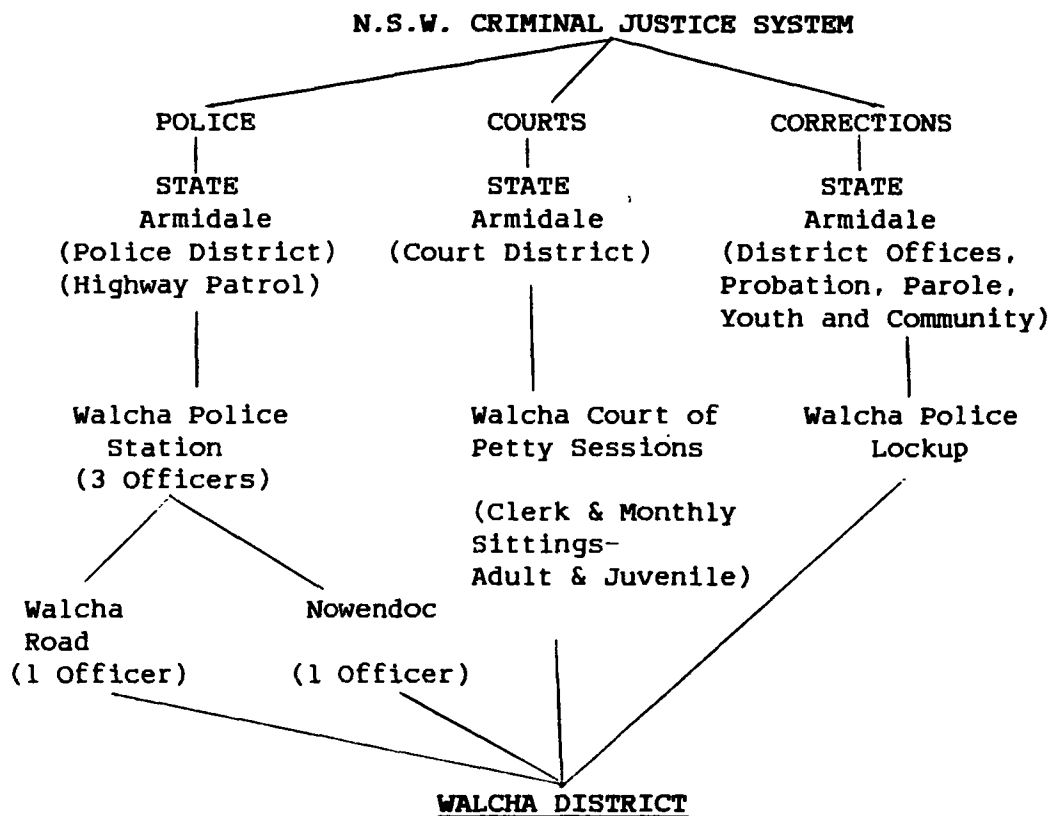 N.S.W. CRIMINAL JUSTICE SYSTEM
POLICE
STATE
Armidale
(Police District)
(Highway Patrol)
Walcha Police
Station
(3 Officers)
Walcha
Road
(1 Officer)
Nowendoc
(1 Officer)
COURTS
STATE
Armidale
(Court District)
Walcha Court of
Petty Sessions
(Clerk & Monthly
Sittings-
Adult & Juvenile)
CORRECTIONS
STATE
Armidale
(District Offices,
Probation, Parole,
Youth and Community)
Walcha Police
Lockup
WALCHA DISTRICT